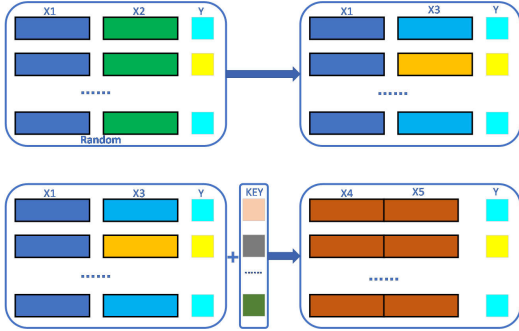 X1 X2 Y X1 X3 Y
...... ......
Random
X1 X3 Y KEY X4 X5 Y
+
...... ...... ......